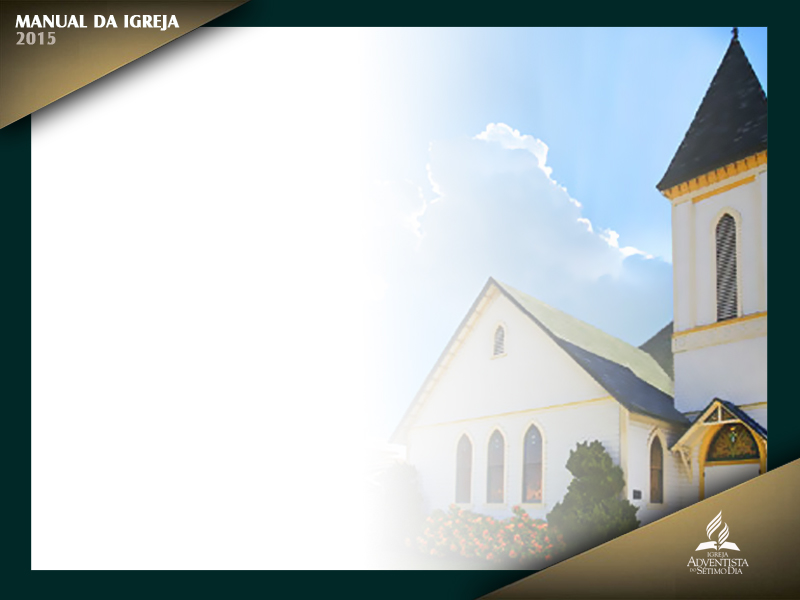 MANUAL DA IGREJA
2015
IGREJA
ADVENTISTA
DO SÉTIMO DIA